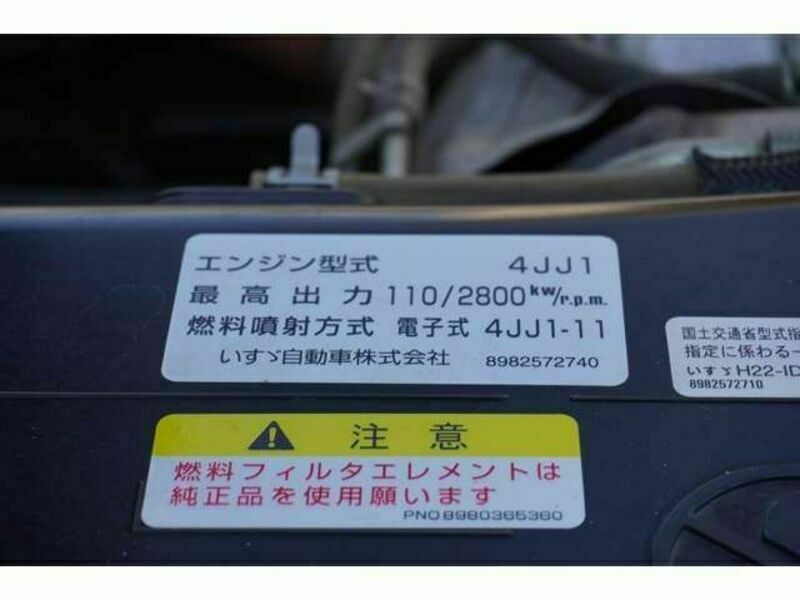 エンジン型式 4JJ1
最高出力 110/2800kw/r.p.m.
燃料噴射方式 電子式 4JJ1-11
いすゞ自動車株式会社 8982572740
国土交通省型式指
指定に係わる一
いすゞH22-ID
8982572710
注意
燃料フィルタエレメントは
純正品を使用願います
PNO.8980365360